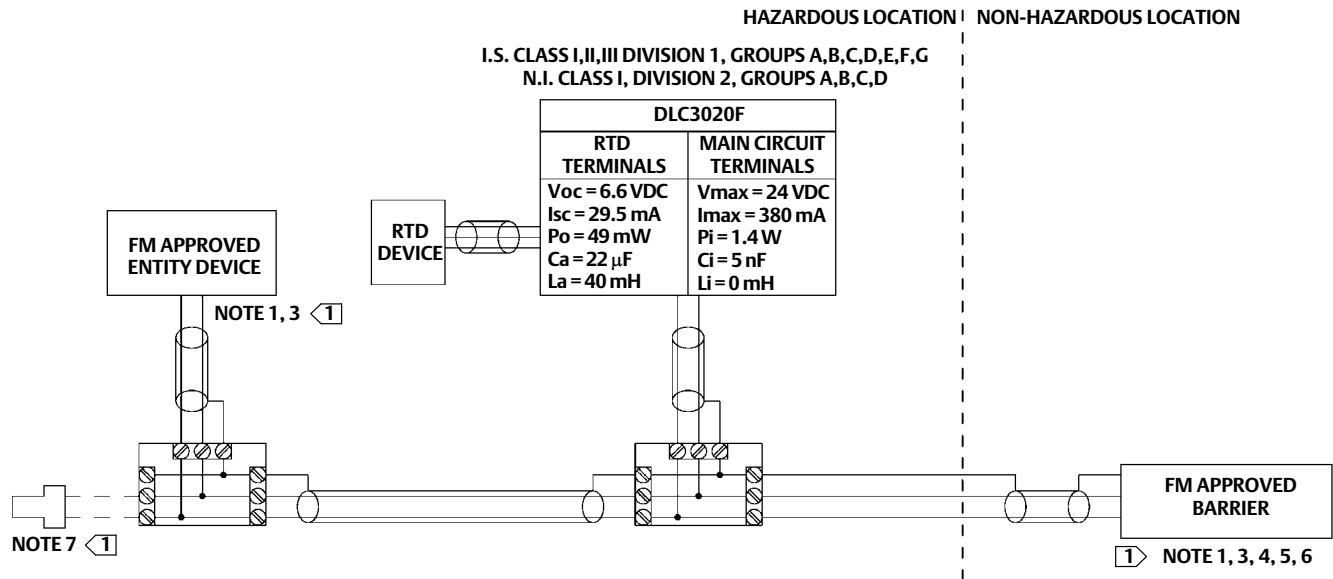 HAZARDOUS LOCATION
NON-HAZARDOUS LOCATION
I.S. CLASS I,II,III DIVISION 1, GROUPS A,B,C,D,E,F,G
N.I. CLASS I, DIVISION 2, GROUPS A,B,C,D
DLC3020F
RTD
TERMINALS
Voc = 6.6 VDC
Isc = 29.5 mA
Po = 49 mW
Ca = 22 μF
La = 40 mH
MAIN CIRCUIT
TERMINALS
Vmax = 24 VDC
Imax = 380 mA
Pi = 1.4 W
Ci = 5 nF
Li = 0 mH
RTD
DEVICE
FM APPROVED
ENTITY DEVICE
NOTE 1, 3 1
FM APPROVED
BARRIER
NOTE 7 1
1 NOTE 1, 3, 4, 5, 6